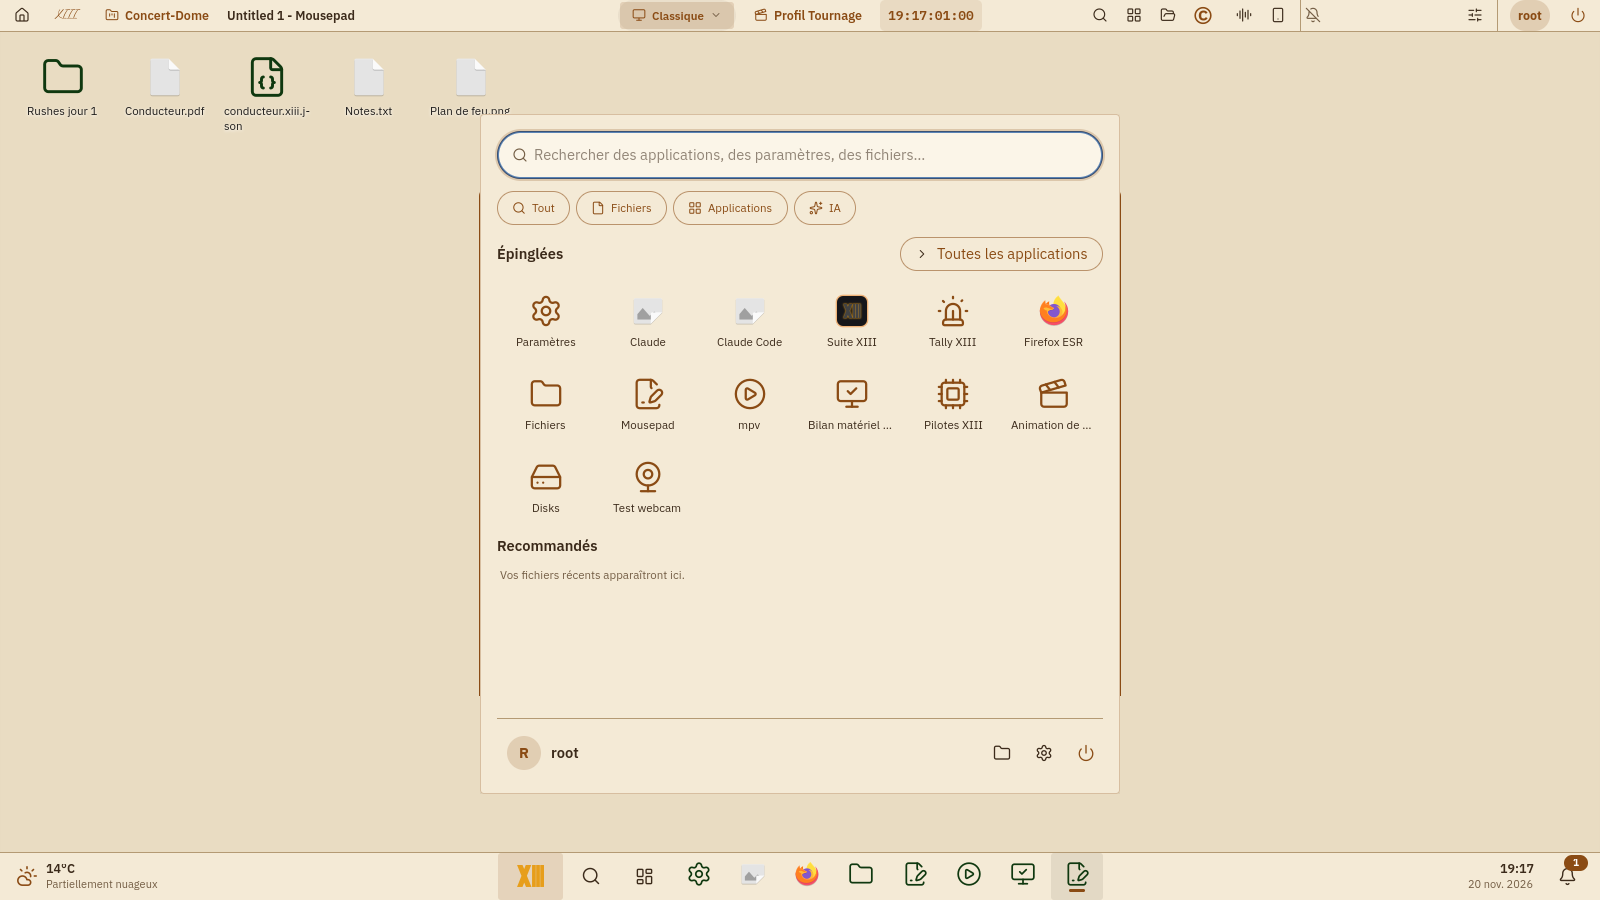 XIII
Concert-Dome
Untitled 1 - Mousepad
Classique
Profil Tournage
19:17:01:00
root
Rushes jour 1
Conducteur.pdf
conducteur.xiii.j-
son
Notes.txt
Plan de feu.png
Rechercher des applications, des paramètres, des fichiers...
Tout
Fichiers
Applications
IA
Épinglées
Toutes les applications
Paramètres
Claude
Claude Code
Suite XIII
Tally XIII
Firefox ESR
Fichiers
Mousepad
mpv
Bilan matériel ...
Pilotes XIII
Animation de ...
Disks
Test webcam
Recommandés
Vos fichiers récents apparaîtront ici.
R
root
14°C
Partiellement nuageux
XIII
19:17
20 nov. 2026
1